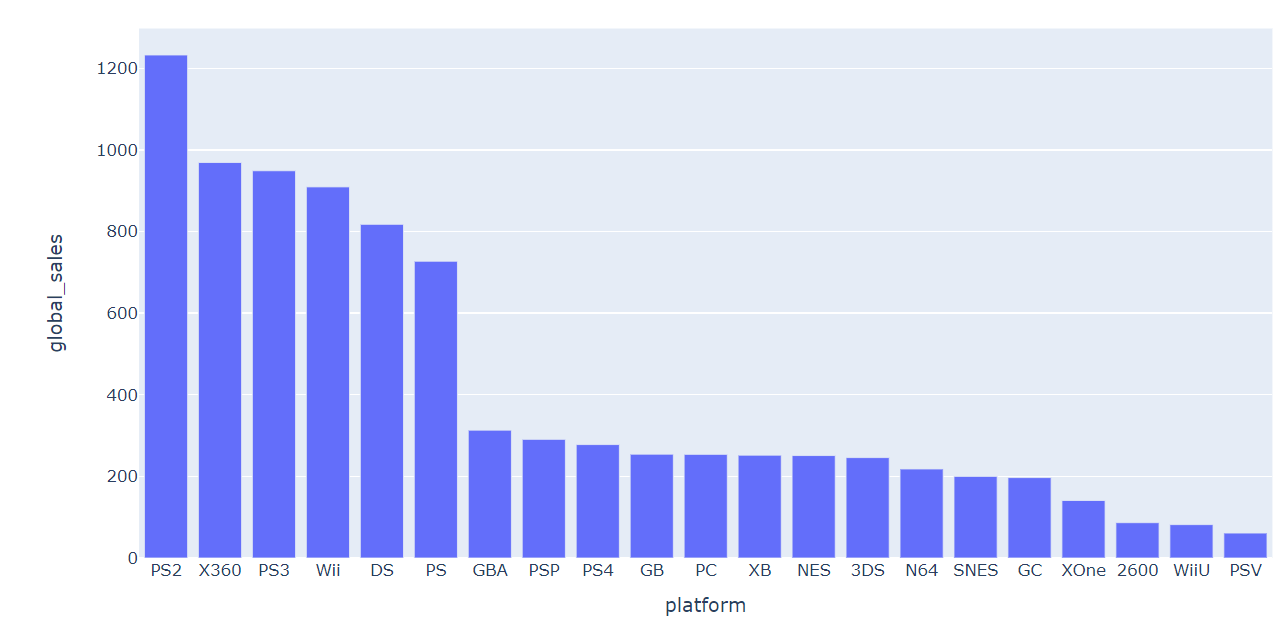 global_sales
1200
1000
800
600
400
200
0
PS2 X360 PS3 Wii DS PS GBA PSP PS4 GB PC XB NES 3DS N64 SNES GC XOne 2600 WiiU PSV
platform